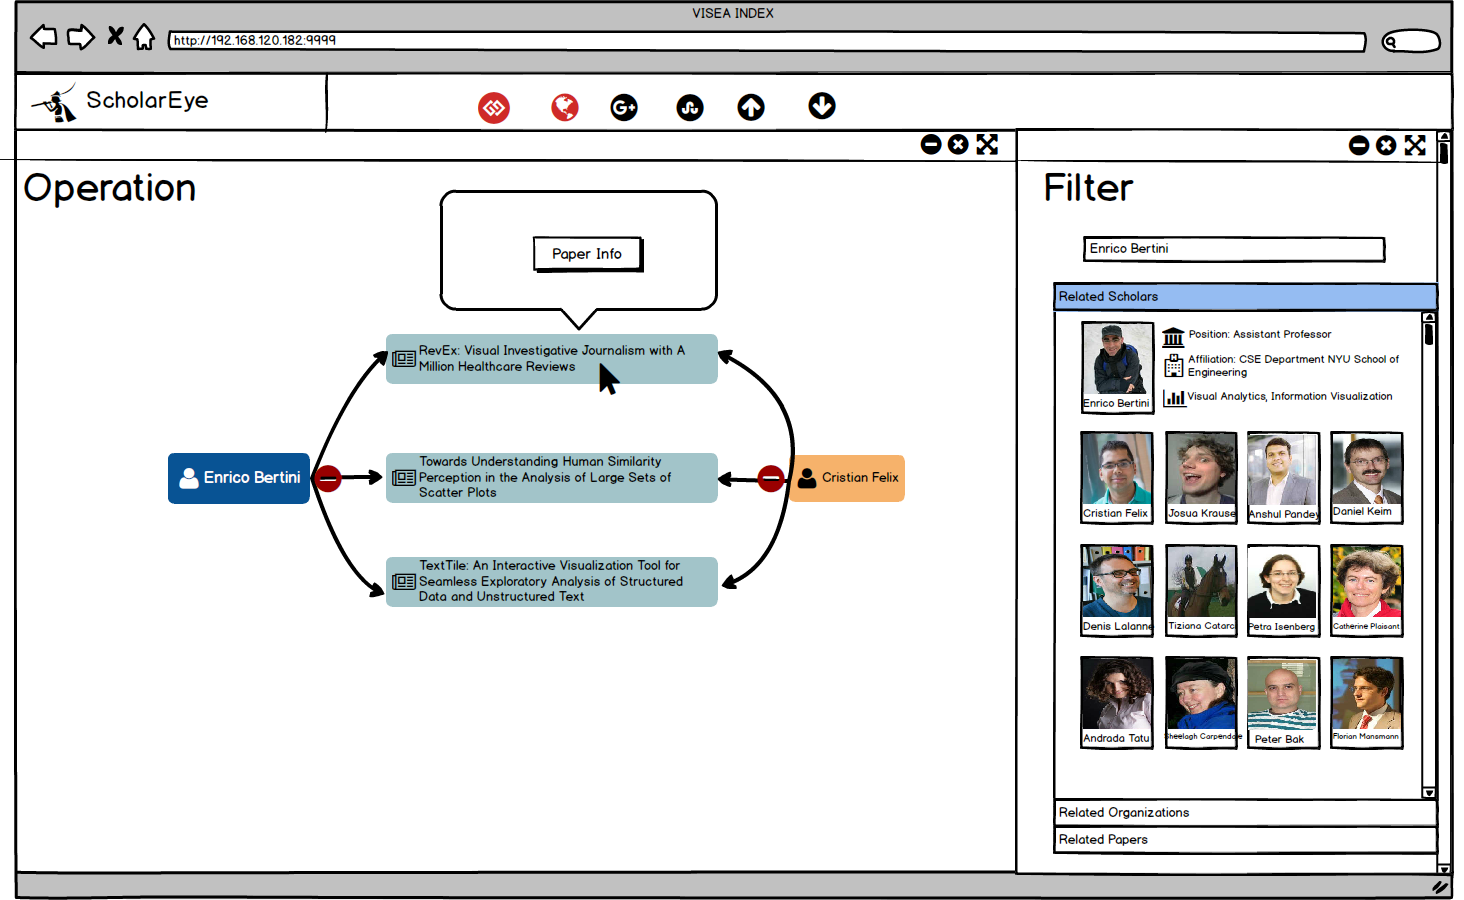 VISEA INDEX
http://192.168.120.182:9999
ScholarEye
G+
Operation
Paper Info
RevEx: Visual Investigative Journalism with A
Million Healthcare Reviews
Enrico Bertini
Towards Understanding Human Similarity
Perception in the Analysis of Large Sets of
Scatter Plots
Cristian Felix
TextTile: An Interactive Visualization Tool for
Seamless Exploratory Analysis of Structured
Data and Unstructured Text
Filter
Enrico Bertini
Related Scholars
Position: Assistant Professor
Affiliation: CSE Department NYU School of
Engineering
Visual Analytics, Information Visualization
Enrico Bertini
Cristian Felix
Josua Krause
Anshul Pandey
Daniel Keim
Denis Lalanne
Tiziana Catarc
Petra Isenberg
Catherine Plaisant
Andrada Tatu
Sheelagh Carpendale
Peter Bak
Florian Mansmann
Related Organizations
Related Papers